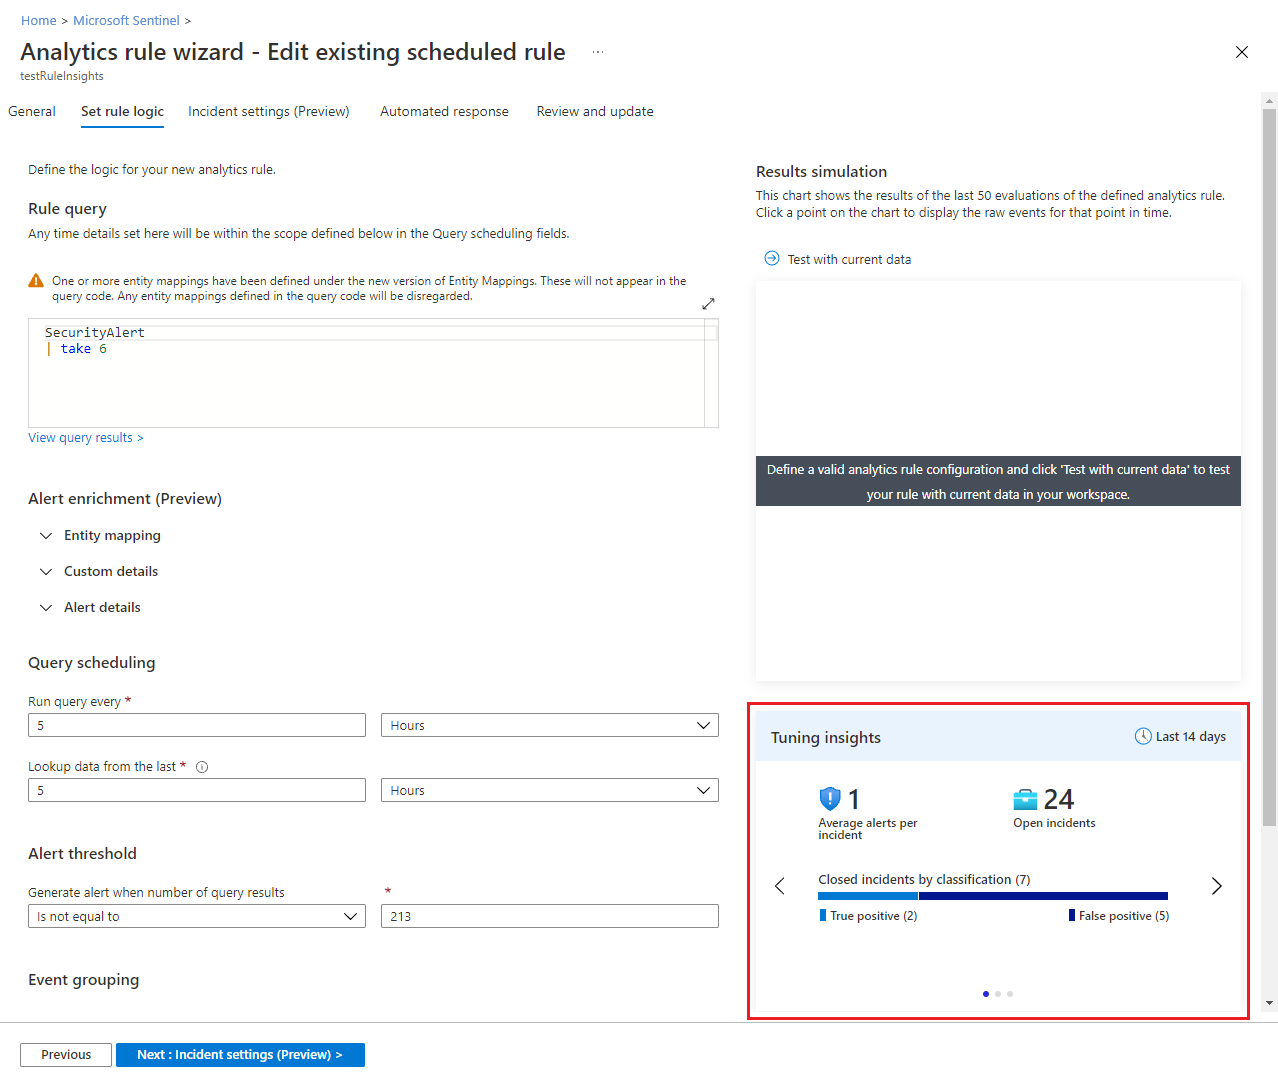 Home > Microsoft Sentinel >
Analytics rule wizard - Edit existing scheduled rule ...
testRuleInsights
General Set rule logic Incident settings (Preview) Automated response Review and update
Define the logic for your new analytics rule.
Rule query
Any time details set here will be within the scope defined below in the Query scheduling fields.
One or more entity mappings have been defined under the new version of Entity Mappings. These will not appear in the
query code. Any entity mappings defined in the query code will be disregarded.
SecurityAlert
| take 6
View query results >
Alert enrichment (Preview)
Entity mapping
Custom details
Alert details
Query scheduling
Run query every *
5 Hours
Lookup data from the last *
5 Hours
Alert threshold
Generate alert when number of query results *
Is not equal to 213
Event grouping
Results simulation
This chart shows the results of the last 50 evaluations of the defined analytics rule.
Click a point on the chart to display the raw events for that point in time.
Test with current data
Define a valid analytics rule configuration and click 'Test with current data' to test
your rule with current data in your workspace.
Tuning insights Last 14 days
1 24
Average alerts per Open incidents
incident
Closed incidents by classification (7)
True positive (2) False positive (5)
Previous Next : Incident settings (Preview) >